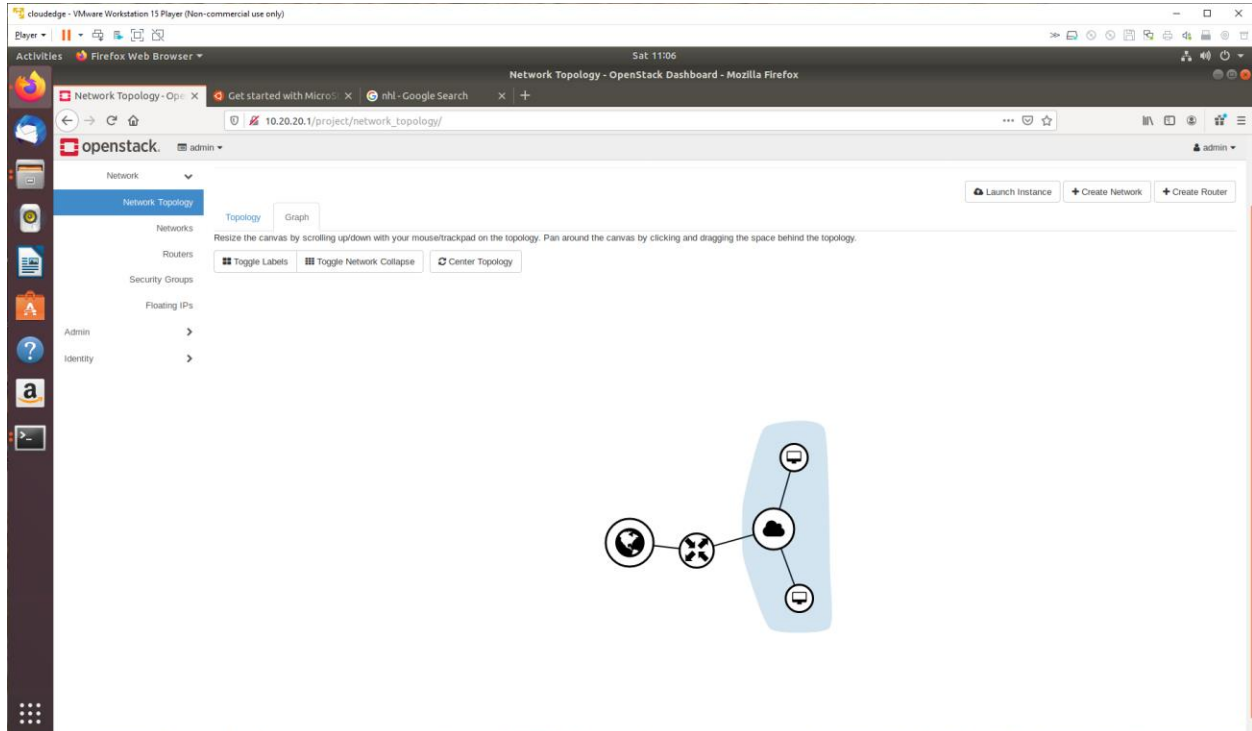 cloudedge - VMware Workstation 15 Player (Non-commercial use only)
Player
Activities Firefox Web Browser Sat 11:06
Network Topology - OpenStack Dashboard - Mozilla Firefox
Network Topology - Ope Get started with MicroS nhl - Google Search
10.20.20.1/project/network_topology/
openstack. admin admin
Network
Network Topology
Networks
Routers
Security Groups
Floating IPs
Admin
Identity
Launch Instance + Create Network + Create Router
Topology Graph
Resize the canvas by scrolling up/down with your mouse/trackpad on the topology. Pan around the canvas by clicking and dragging the space behind the topology.
Toggle Labels Toggle Network Collapse Center Topology